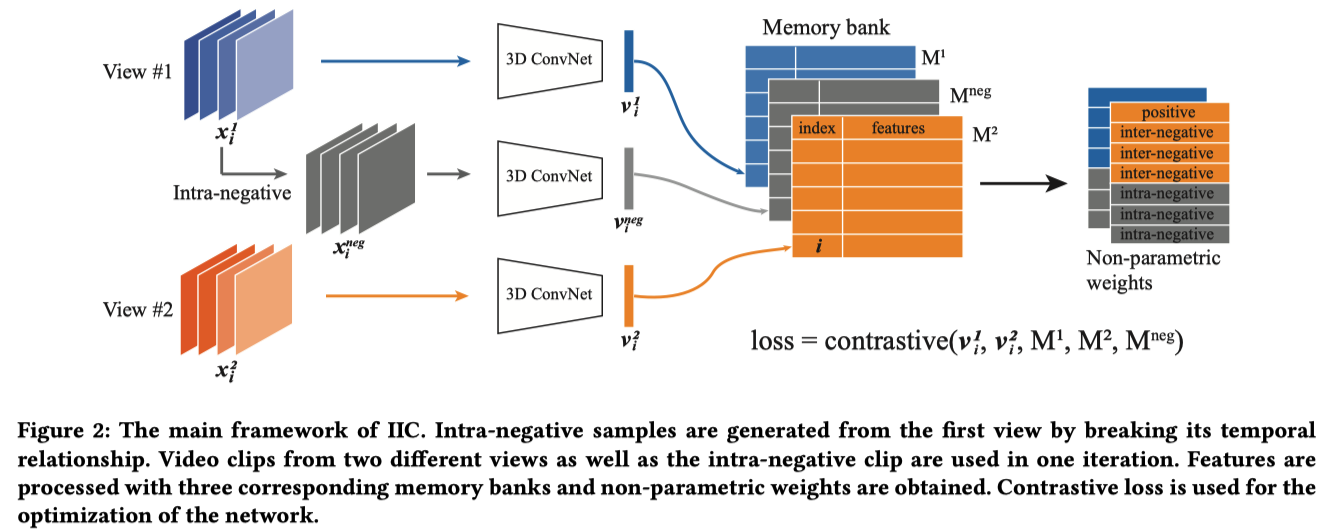 View #1
x_i^1
Intra-negative
x_i^neg
View #2
x_i^2
3D ConvNet
v_i^1
3D ConvNet
v_i^neg
3D ConvNet
v_i^2
Memory bank
M^1
M^neg
M^2
index features
i
positive
inter-negative
inter-negative
inter-negative
intra-negative
intra-negative
intra-negative
Non-parametric
weights
loss = contrastive(v_i^1, v_i^2, M^1, M^2, M^neg)
Figure 2: The main framework of IIC. Intra-negative samples are generated from the first view by breaking its temporal
relationship. Video clips from two different views as well as the intra-negative clip are used in one iteration. Features are
processed with three corresponding memory banks and non-parametric weights are obtained. Contrastive loss is used for the
optimization of the network.